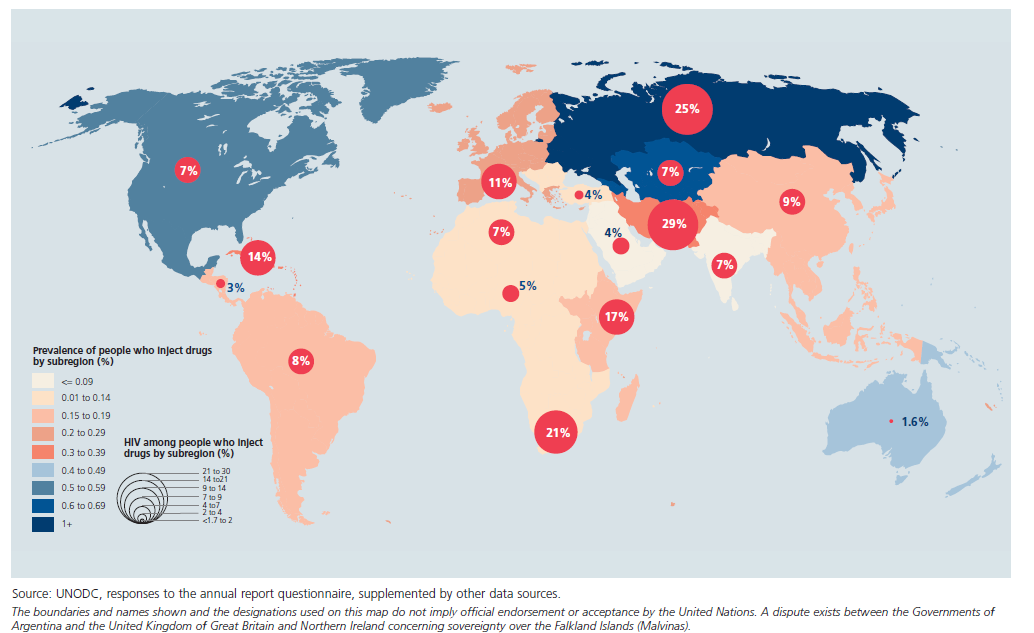 25%
7%
7%
11%
4%
9%
7%
4%
29%
14%
7%
3%
5%
17%
8%
Prevalence of people who inject drugs
by subregion (%)
<= 0.09
0.01 to 0.14
0.15 to 0.19
0.2 to 0.29
0.3 to 0.39
0.4 to 0.49
0.5 to 0.59
0.6 to 0.69
1+
HIV among people who inject
drugs by subregion (%)
21 to 30
14 to21
9 to 14
7 to 9
4 to7
2 to 4
<1.7 to 2
21%
1.6%
Source: UNODC, responses to the annual report questionnaire, supplemented by other data sources.
The boundaries and names shown and the designations used on this map do not imply official endorsement or acceptance by the United Nations. A dispute exists between the Governments of
Argentina and the United Kingdom of Great Britain and Northern Ireland concerning sovereignty over the Falkland Islands (Malvinas).